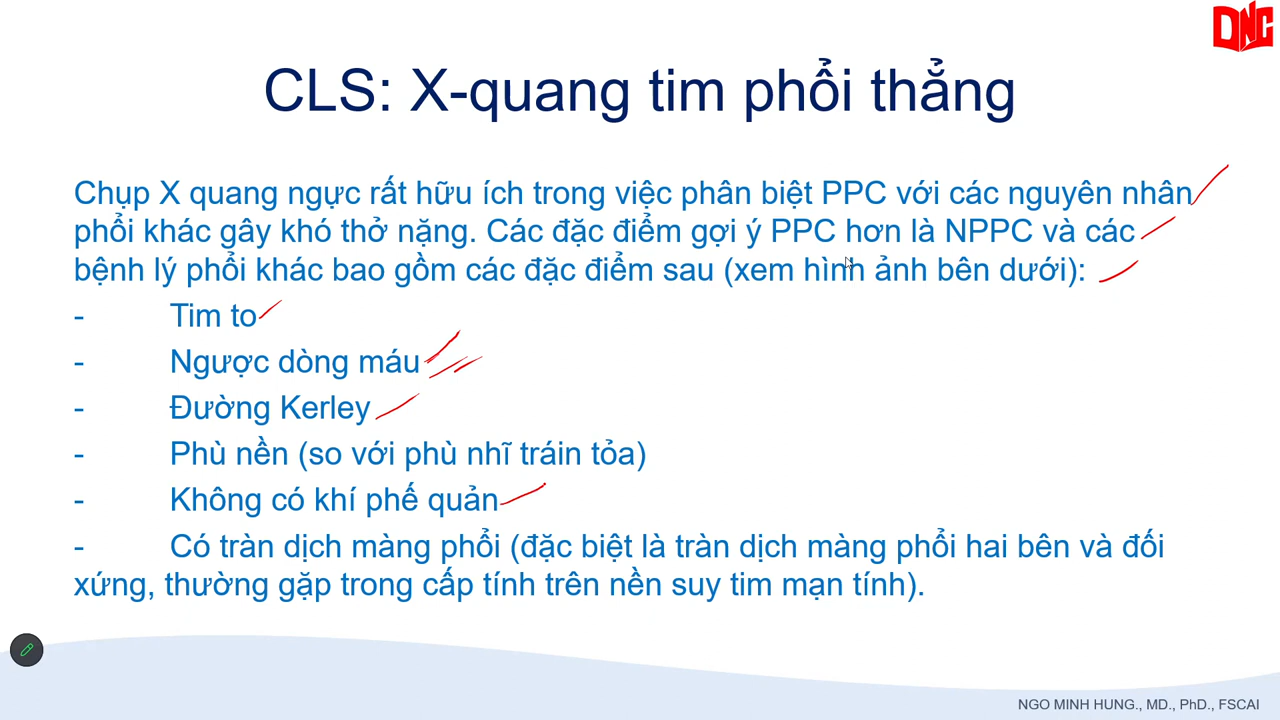 DNC
CLS: X-quang tim phổi thẳng
Chụp X quang ngực rất hữu ích trong việc phân biệt PPC với các nguyên nhân
phổi khác gây khó thở nặng. Các đặc điểm gợi ý PPC hơn là NPPC và các
bệnh lý phổi khác bao gồm các đặc điểm sau (xem hình ảnh bên dưới):
- Tim to
- Ngược dòng máu
- Đường Kerley
- Phù nền (so với phù nhĩ tráin tỏa)
- Không có khí phế quản
- Có tràn dịch màng phổi (đặc biệt là tràn dịch màng phổi hai bên và đối
xứng, thường gặp trong cấp tính trên nền suy tim mạn tính).
NGO MINH HUNG., MD., PhD., FSCAI